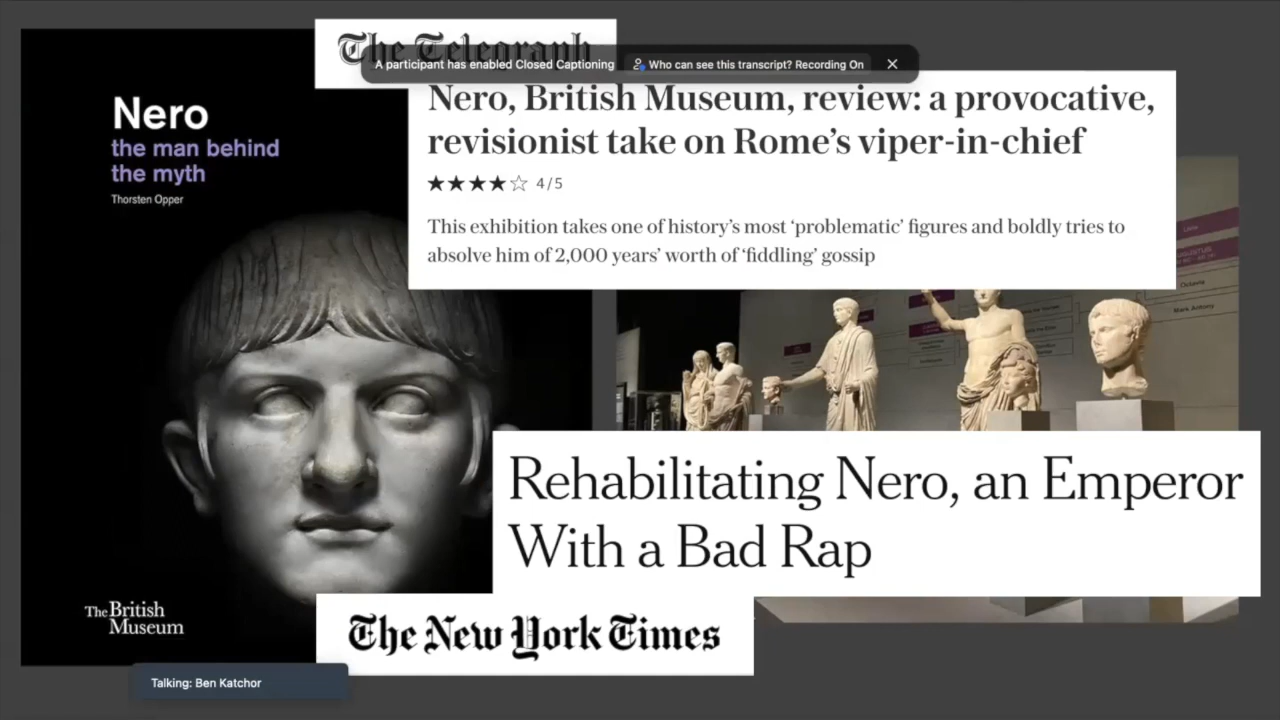 The Telegraph
A participant has enabled Closed Captioning
Who can see this transcript? Recording On
Nero, British Museum, review: a provocative,
revisionist take on Rome’s viper-in-chief
4/5
This exhibition takes one of history’s most ‘problematic’ figures and boldly tries to
absolve him of 2,000 years’ worth of ‘fiddling’ gossip
Nero
the man behind
the myth
Thorsten Opper
Livia
Octavia
Mark Antony
Rehabilitating Nero, an Emperor
With a Bad Rap
The British
Museum
The New York Times
Talking: Ben Katchor